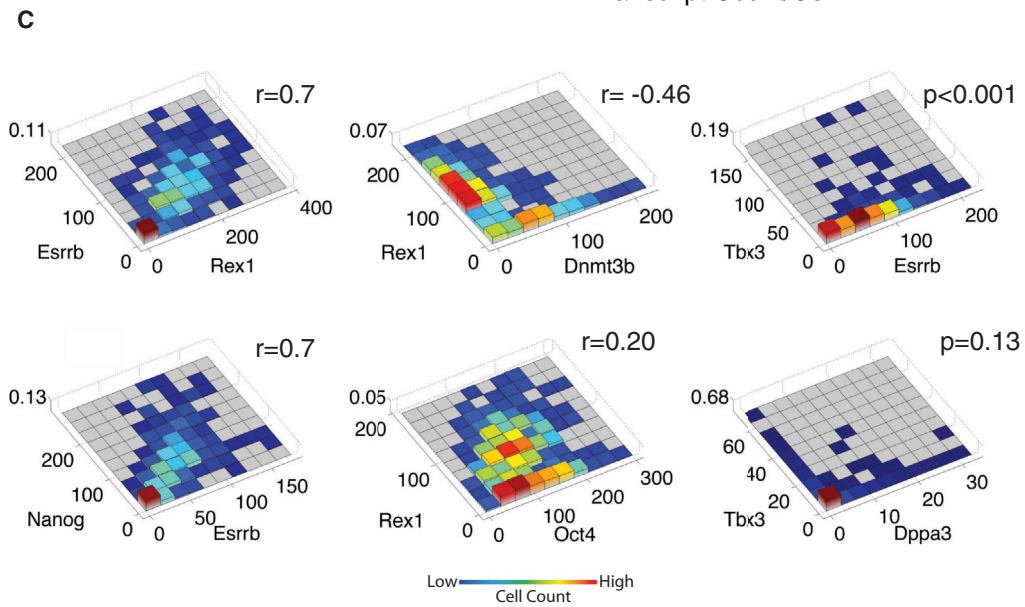 C
r=0.7
0.11
200
100
0
Esrrb
0
200
400
Rex1
r= -0.46
0.07
200
100
0
Rex1
0
100
200
Dnmt3b
p<0.001
0.19
150
100
50
0
Tbx3
0
100
200
Esrrb
r=0.7
0.13
200
100
0
Nanog
0
50
100
150
Esrrb
r=0.20
0.05
200
100
0
Rex1
0
100
200
300
Oct4
p=0.13
0.68
60
40
20
0
Tbx3
0
10
20
30
Dppa3
Low High
Cell Count